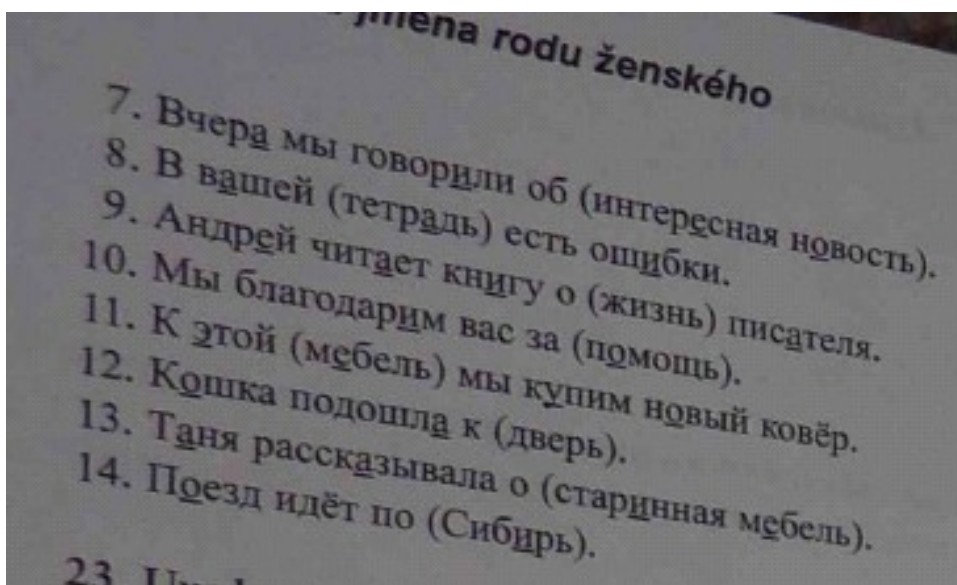 jména rodu ženského
7. Вчера мы говорили об (интересная новость).
8. В вашей (тетрадь) есть ошибки.
9. Андрей читает книгу о (жизнь) писателя.
10. Мы благодарим вас за (помощь).
11. К этой (мебель) мы купим новый ковёр.
12. Кошка подошла к (дверь).
13. Таня рассказывала о (старинная мебель).
14. Поезд идёт по (Сибирь).
23.